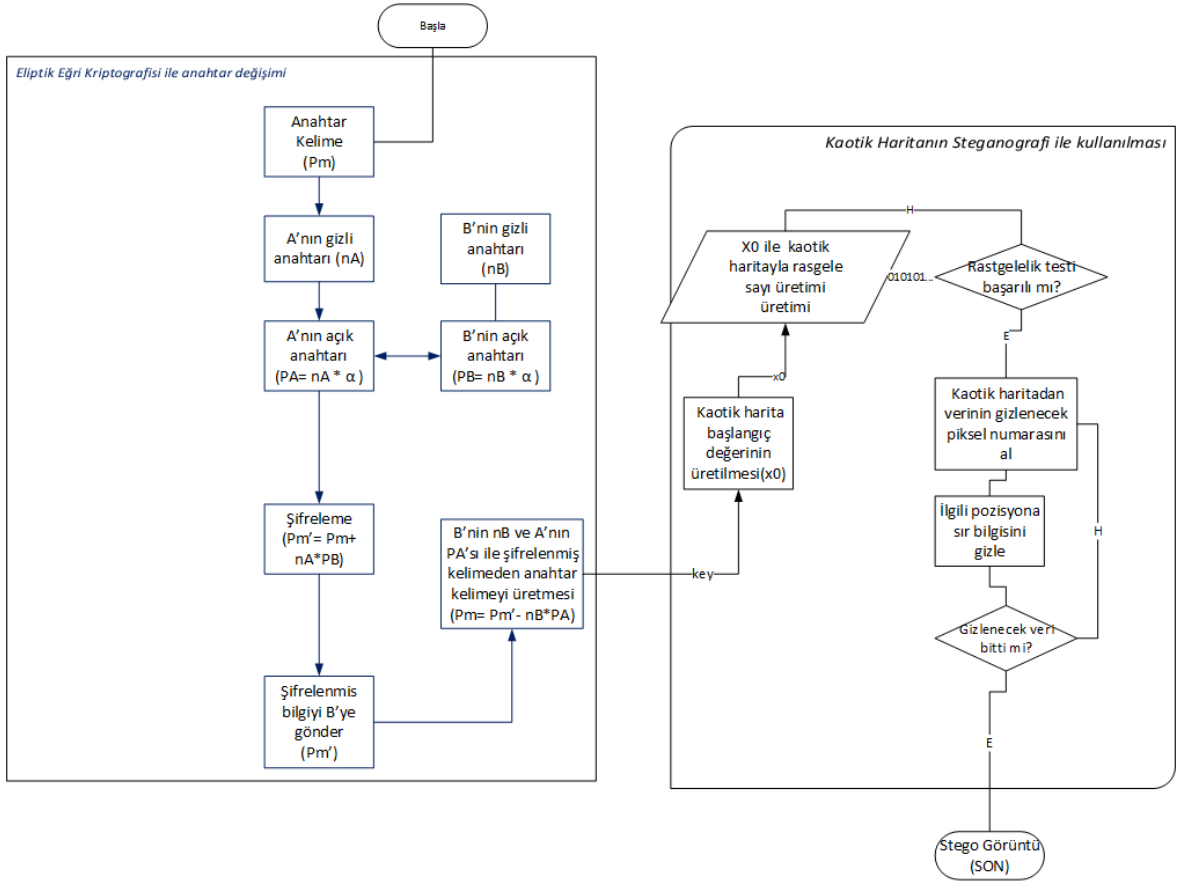 Başla
Eliptik Eğri Kriptografisi ile anahtar değişimi
Anahtar
Kelime
(Pm)
A'nın gizli
anahtarı (nA)
B'nin gizli
anahtarı
(nB)
A'nın açık
anahtarı
(PA= nA * α )
B'nin açık
anahtarı
(PB= nB * α )
Şifreleme
(Pm'= Pm+
nA*PB)
B'nin nB ve A'nın
PA'sı ile şifrelenmiş
kelimeden anahtar
kelimeyi üretmesi
(Pm= Pm'- nB*PA)
Şifrelenmis
bilgiyi B'ye
gönder
(Pm')
key
Kaotik Haritanın Steganografi ile kullanılması
H
X0 ile kaotik
haritayla rasgele
sayı üretimi
üretimi
010101...
Rastgelelik testi
başarılı mı?
E
x0
Kaotik harita
başlangıç
değerinin
üretilmesi(x0)
Kaotik haritadan
verinin gizlenecek
piksel numarasını
al
İlgili pozisyona
sır bilgisini
gizle
H
Gizlenecek veri
bitti mi?
E
Stego Görüntü
(SON)